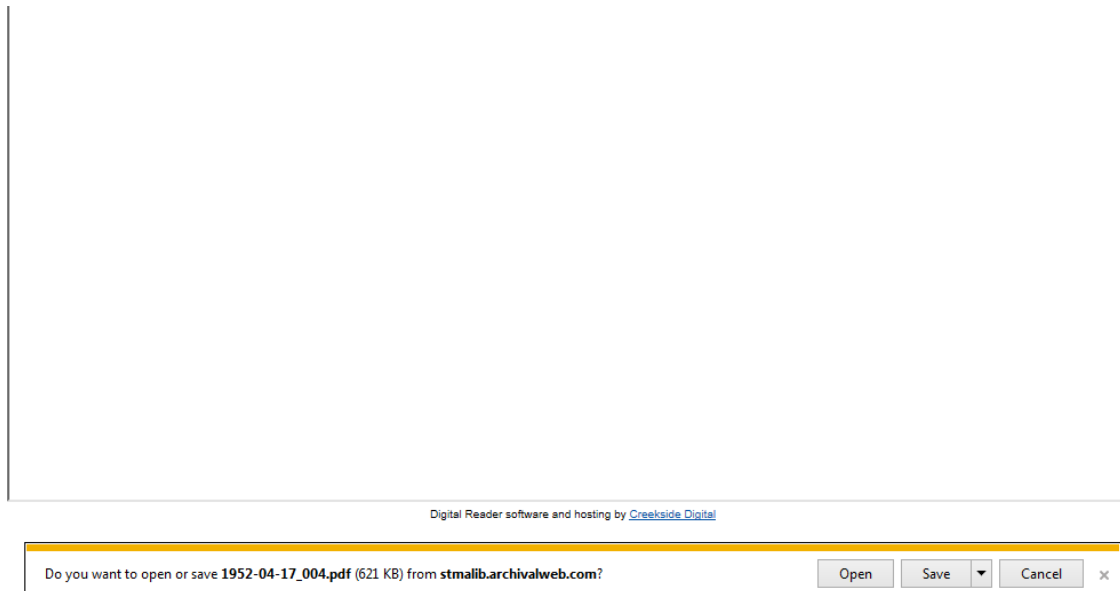 Digital Reader software and hosting by Creekside Digital
Do you want to open or save 1952-04-17_004.pdf (621 KB) from stmalib.archivalweb.com? Open Save Cancel